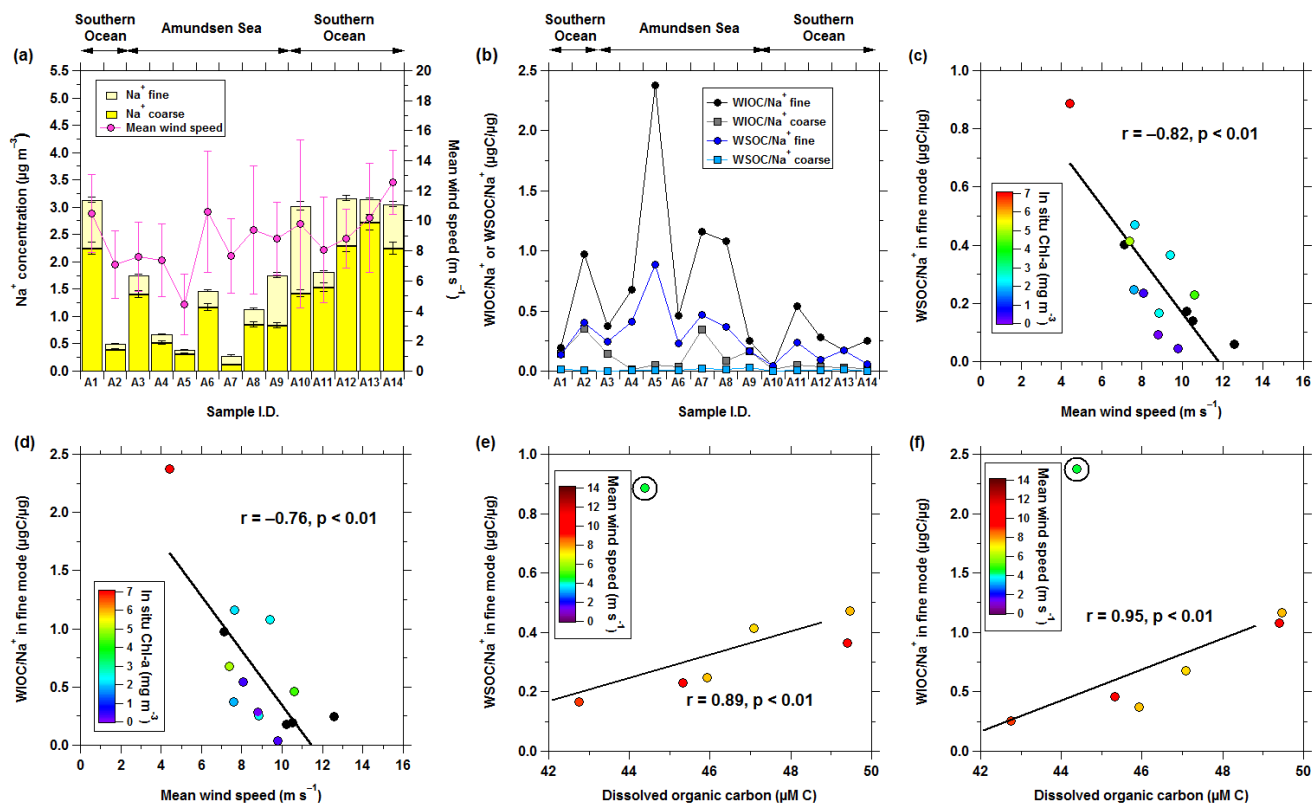 Southern
Ocean
Amundsen Sea
Southern
Ocean
(a)
5.5
5.0
4.5
4.0
3.5
3.0
2.5
2.0
1.5
1.0
0.5
0.0
Na⁺ concentration (µg m⁻³)
Na⁺ fine
Na⁺ coarse
Mean wind speed
20
18
16
14
12
10
8
6
4
2
0
Mean wind speed (m s⁻¹)
A1 A2 A3 A4 A5 A6 A7 A8 A9 A10 A11 A12 A13 A14
Sample I.D.
Southern
Ocean
Amundsen Sea
Southern
Ocean
(b)
2.5
2.0
1.5
1.0
0.5
0.0
WIOC/Na⁺ or WSOC/Na⁺ (µgC/µg)
WIOC/Na⁺ fine
WIOC/Na⁺ coarse
WSOC/Na⁺ fine
WSOC/Na⁺ coarse
A1 A2 A3 A4 A5 A6 A7 A8 A9 A10 A11 A12 A13 A14
Sample I.D.
(c)
1.0
0.8
0.6
0.4
0.2
0.0
WSOC/Na⁺ in fine mode (µgC/µg)
r = –0.82, p < 0.01
7
6
5
4
3
2
1
0
In situ Chl-a (mg m⁻³)
0 2 4 6 8 10 12 14 16
Mean wind speed (m s⁻¹)
(d)
2.5
2.0
1.5
1.0
0.5
0.0
WIOC/Na⁺ in fine mode (µgC/µg)
r = –0.76, p < 0.01
7
6
5
4
3
2
1
0
In situ Chl-a (mg m⁻³)
0 2 4 6 8 10 12 14 16
Mean wind speed (m s⁻¹)
(e)
1.0
0.8
0.6
0.4
0.2
0.0
WSOC/Na⁺ in fine mode (µgC/µg)
14
12
10
8
6
4
2
0
Mean wind speed (m s⁻¹)
r = 0.89, p < 0.01
42 44 46 48 50
Dissolved organic carbon (µM C)
(f)
2.5
2.0
1.5
1.0
0.5
0.0
WIOC/Na⁺ in fine mode (µgC/µg)
14
12
10
8
6
4
2
0
Mean wind speed (m s⁻¹)
r = 0.95, p < 0.01
42 44 46 48 50
Dissolved organic carbon (µM C)